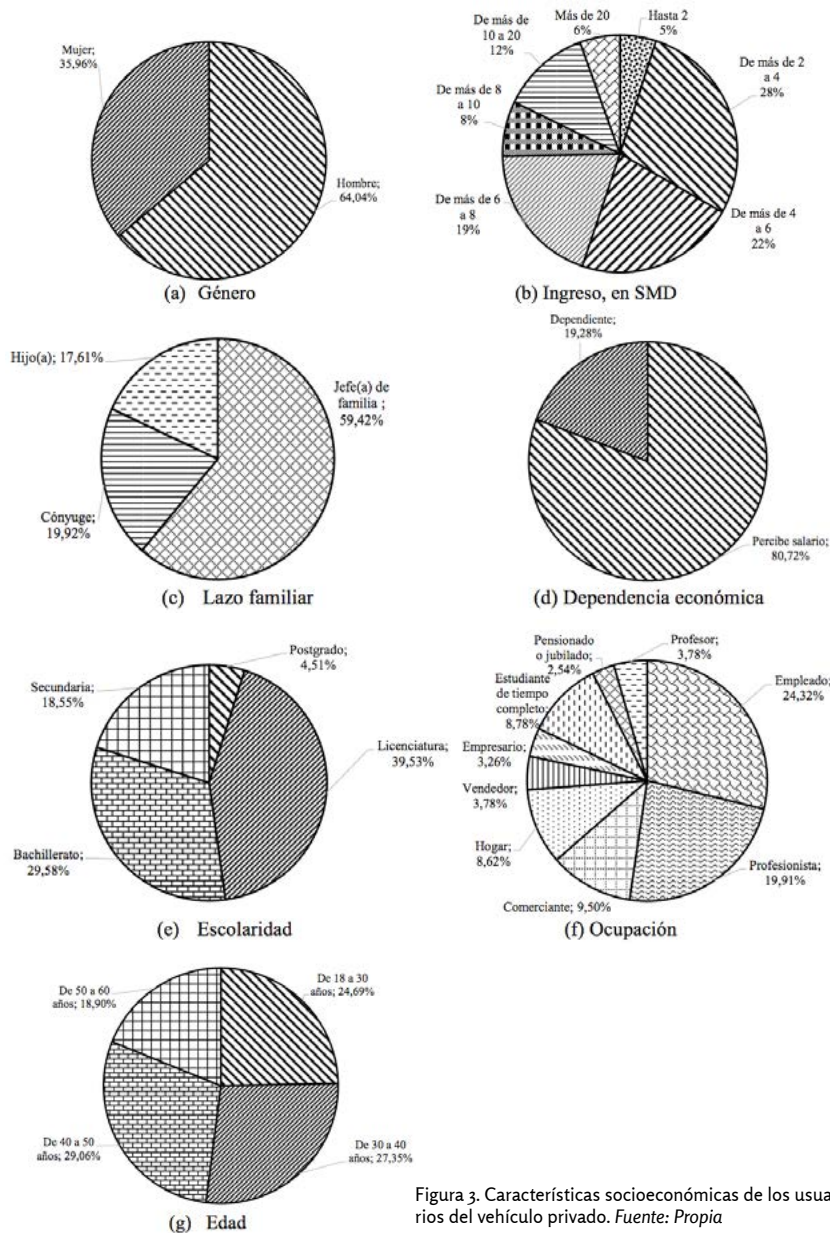 Mujer;
35,96%
Hombre;
64,04%
(a) Género
De más de
10 a 20
12%
Más de 20
6%
Hasta 2
5%
De más de 2
a 4
28%
De más de 8
a 10
8%
De más de 6
a 8
19%
De más de 4
a 6
22%
(b) Ingreso, en SMD
Hijo(a); 17,61%
Jefe(a) de
familia ;
59,42%
Cónyuge;
19,92%
(c) Lazo familiar
Dependiente;
19,28%
Percibe salario;
80,72%
(d) Dependencia económica
Postgrado;
4,51%
Secundaria;
18,55%
Licenciatura;
39,53%
Bachillerato;
29,58%
(e) Escolaridad
Pensionado
o jubilado;
2,54%
Profesor;
3,78%
Empleado;
24,32%
Estudiante
de tiempo
completo;
8,78%
Empresario;
3,26%
Vendedor;
3,78%
Hogar;
8,62%
Profesionista;
19,91%
Comerciante; 9,50%
(f) Ocupación
De 50 a 60
años; 18,90%
De 18 a 30
años; 24,69%
De 40 a 50
años; 29,06%
De 30 a 40
años; 27,35%
(g) Edad
Figura 3. Características socioeconómicas de los usua
rios del vehículo privado. Fuente: Propia